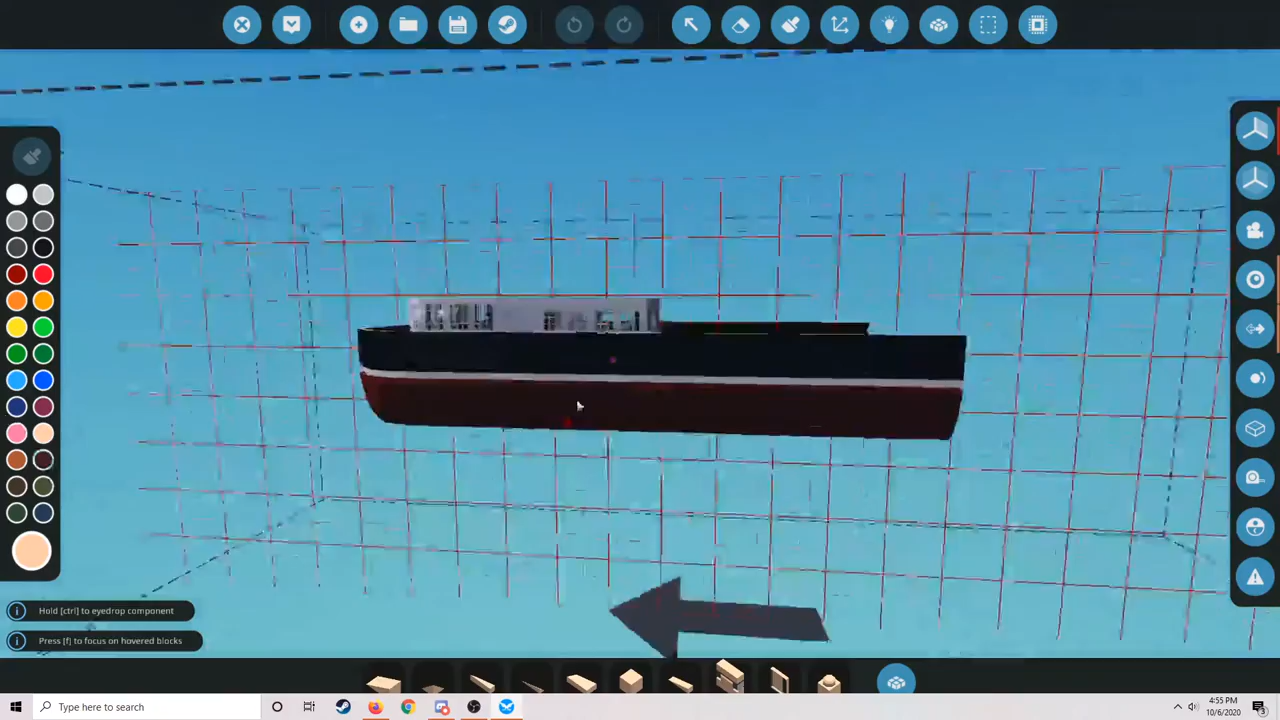 Hold [ctrl] to eyedrop component
Press [f] to focus on hovered blocks
Type here to search
4:55 PM
10/6/2020
3